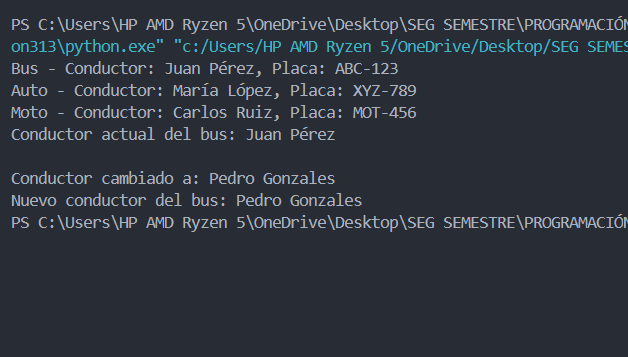 PS C:\Users\HP AMD Ryzen 5\OneDrive\Desktop\SEG SEMESTRE\PROGRAMACIÓN
on313\python.exe" "c:/Users/HP AMD Ryzen 5/OneDrive/Desktop/SEG SEMES
Bus - Conductor: Juan Pérez, Placa: ABC-123
Auto - Conductor: María López, Placa: XYZ-789
Moto - Conductor: Carlos Ruiz, Placa: MOT-456
Conductor actual del bus: Juan Pérez
Conductor cambiado a: Pedro Gonzales
Nuevo conductor del bus: Pedro Gonzales
PS C:\Users\HP AMD Ryzen 5\OneDrive\Desktop\SEG SEMESTRE\PROGRAMACIÓN